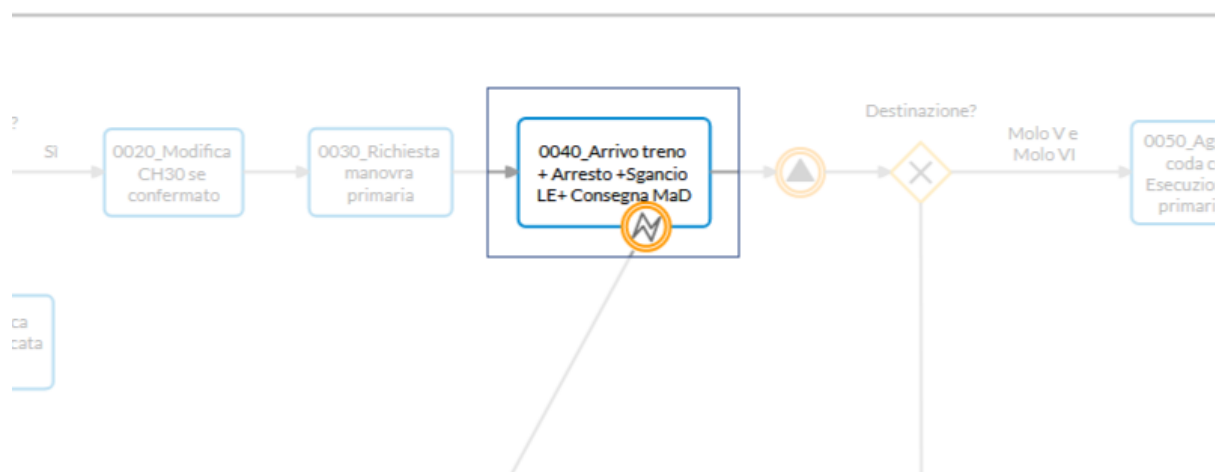 ?
SI
0020_Modifica
CH30 se
confermato
0030_Richiesta
manovra
primaria
0040_Arrivo treno
+ Arresto +Sgancio
LE+ Consegna MaD
Destinazione?
Molo V e
Molo VI
0050_Ag
coda c
Esecuzio
primari
ca
cata